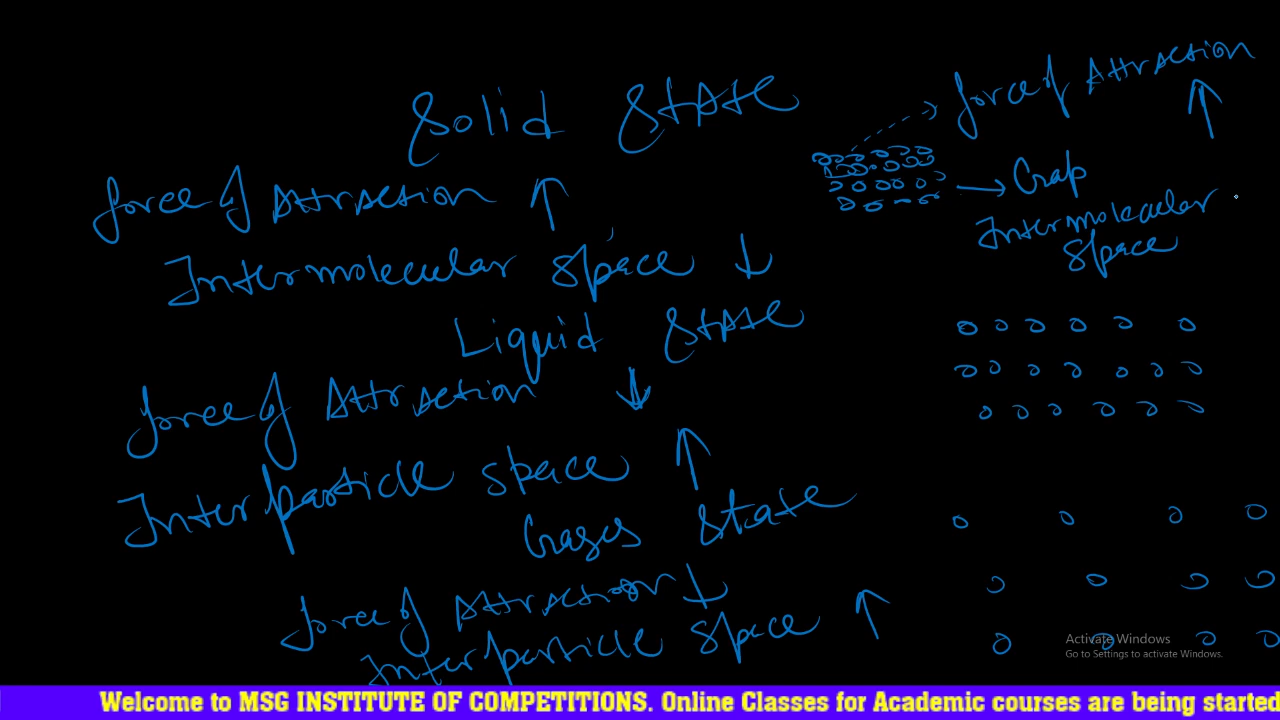 Solid State
force of Attraction ↑
Intermolecular space ↓
Liquid State
force of Attraction ↓
Interparticle space ↑
Gases State
force of Attraction ↓
Interparticle space ↑
force of Attraction ↑
Gap
Intermolecular
space
Activate Windows
Go to Settings to activate Windows.
Welcome to MSG INSTITUTE OF COMPETITIONS. Online Classes for Academic courses are being started